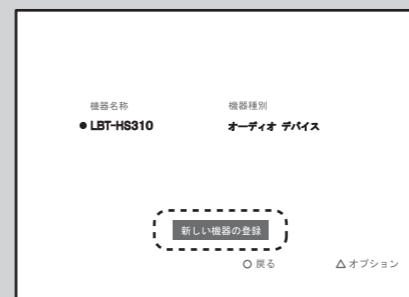 機器名称 機器種別
● LBT-HS310 オーディオ デバイス
新しい機器の登録
○ 戻る △ オプション